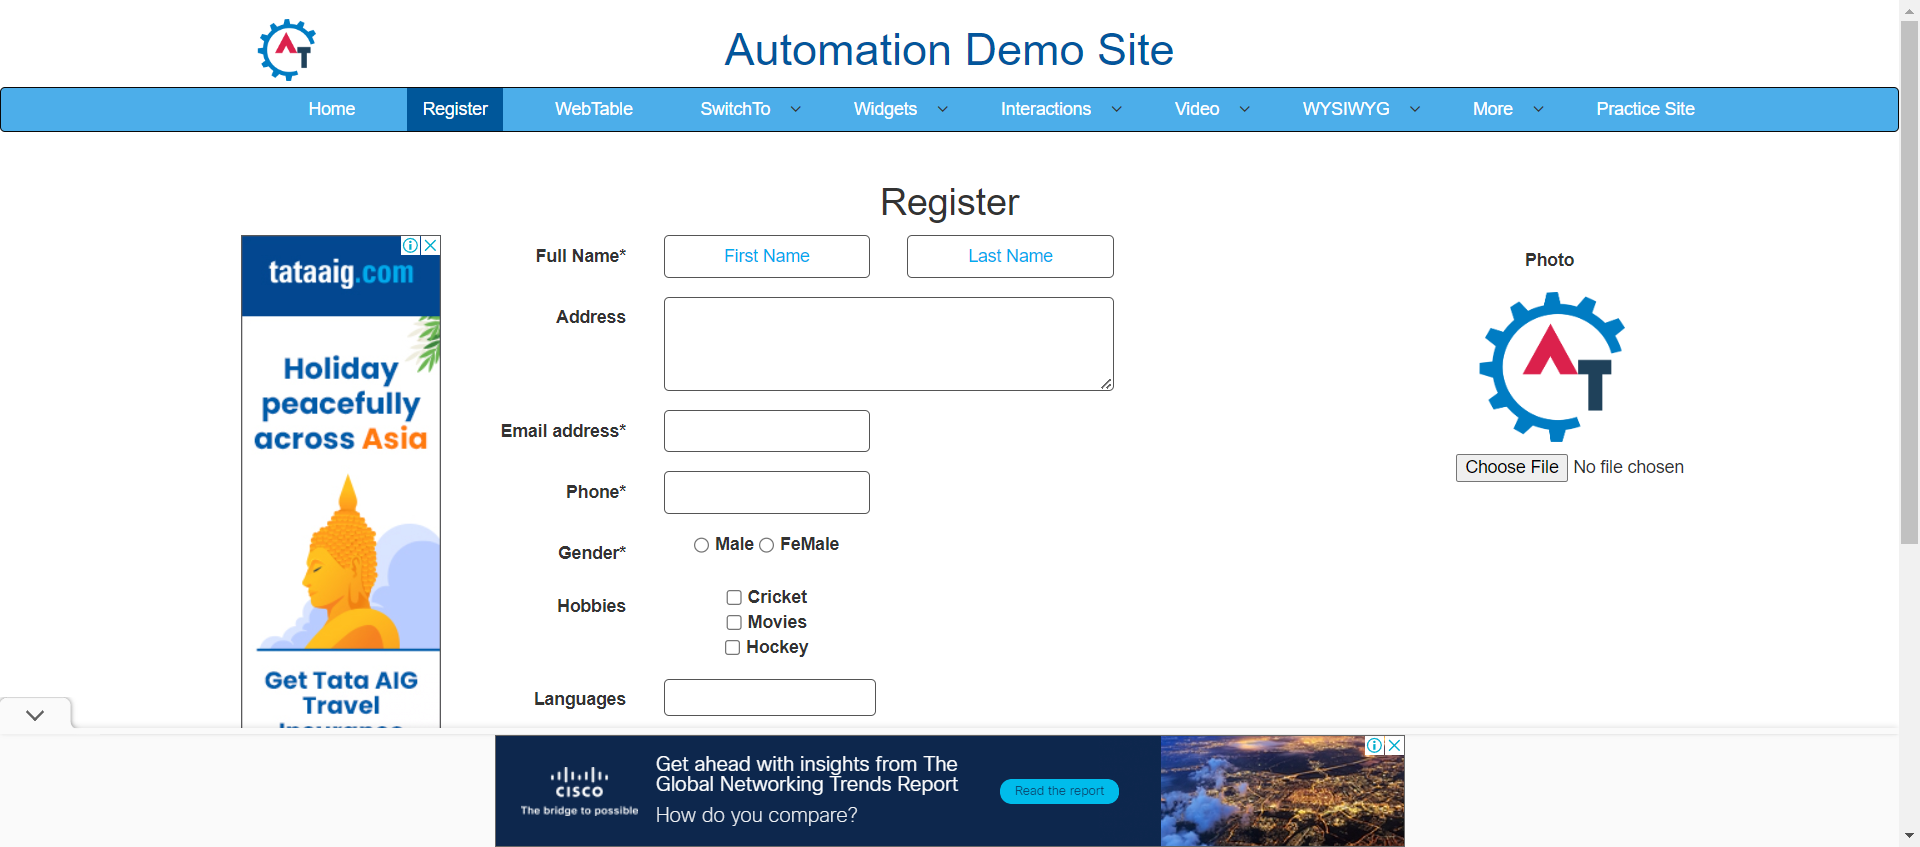 AT
Automation Demo Site
Home Register WebTable SwitchTo Widgets Interactions Video WYSIWYG More Practice Site
Register
tataaig.com
Holiday
peacefully
across Asia
Get Tata AIG
Travel
Insurance
Full Name* First Name Last Name
Address
Email address*
Phone*
Gender* Male FeMale
Hobbies
Cricket
Movies
Hockey
Languages
Photo
AT
Choose File No file chosen
CISCO
The bridge to possible
Get ahead with insights from The
Global Networking Trends Report
How do you compare?
Read the report